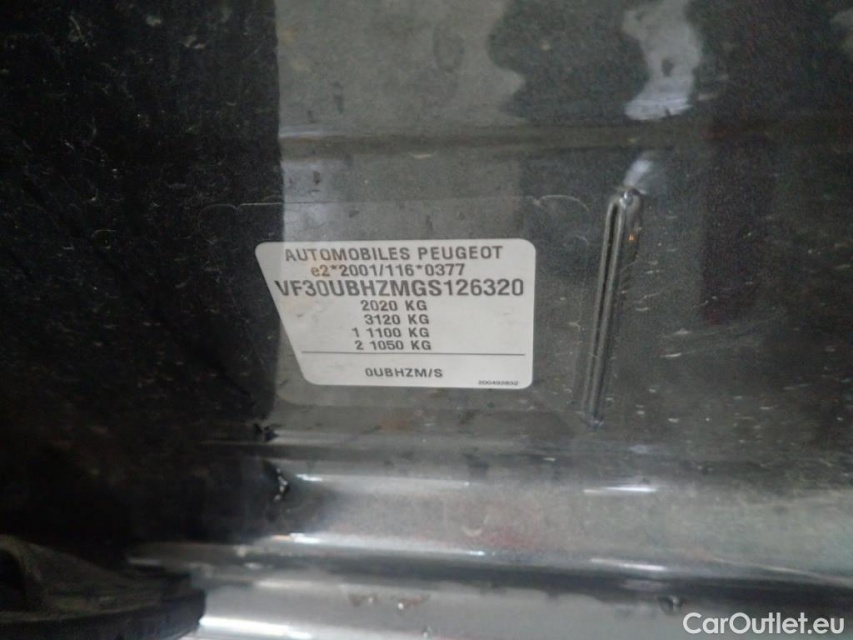 AUTOMOBILES PEUGEOT
e2*2001/116*0377
VF30UBHZMGS126320
2020 KG
3120 KG
1 1100 KG
2 1050 KG
0UBHZM/S
CarOutlet.eu